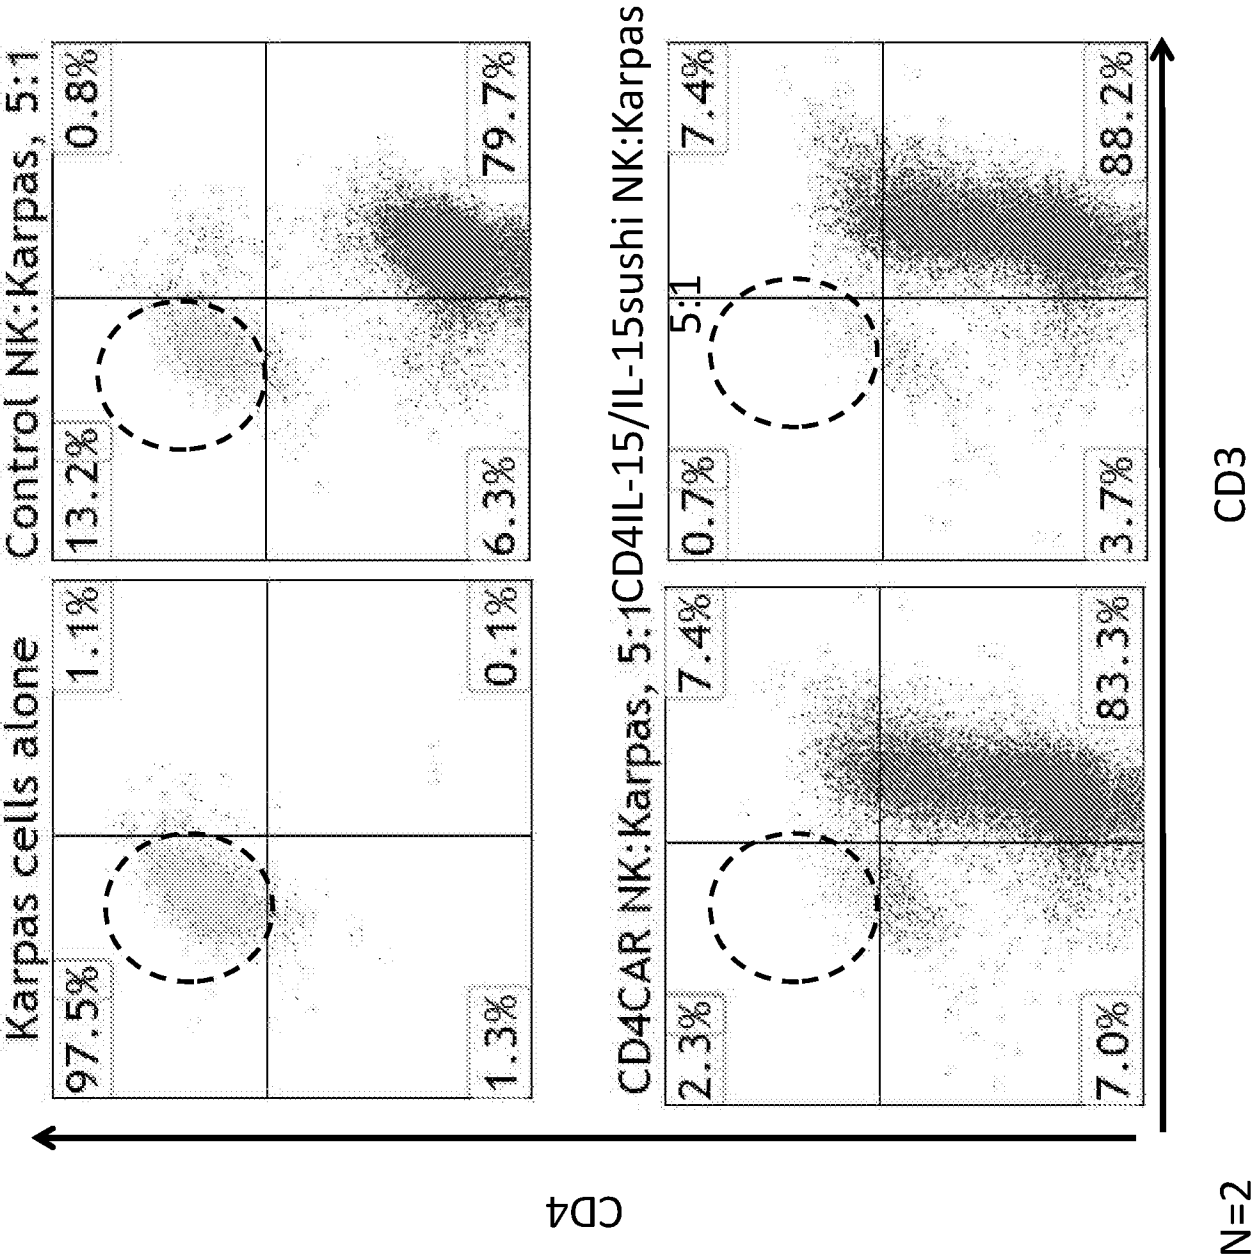 Karpas cells alone
97.5%
1.1%
1.3%
0.1%
Control NK:Karpas, 5:1
13.2%
0.8%
6.3%
79.7%
CD4CAR NK:Karpas, 5:1
2.3%
7.4%
7.0%
83.3%
CD4IL-15/IL-15sushi NK:Karpas
5:1
0.7%
7.4%
3.7%
88.2%
CD4
CD3
N=2